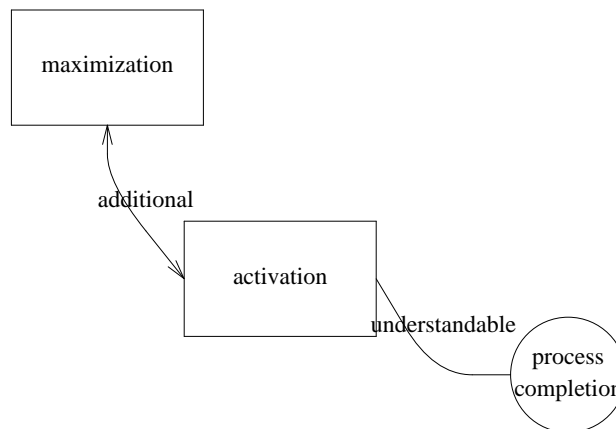 maximization
additional
activation
understandable
process
completion